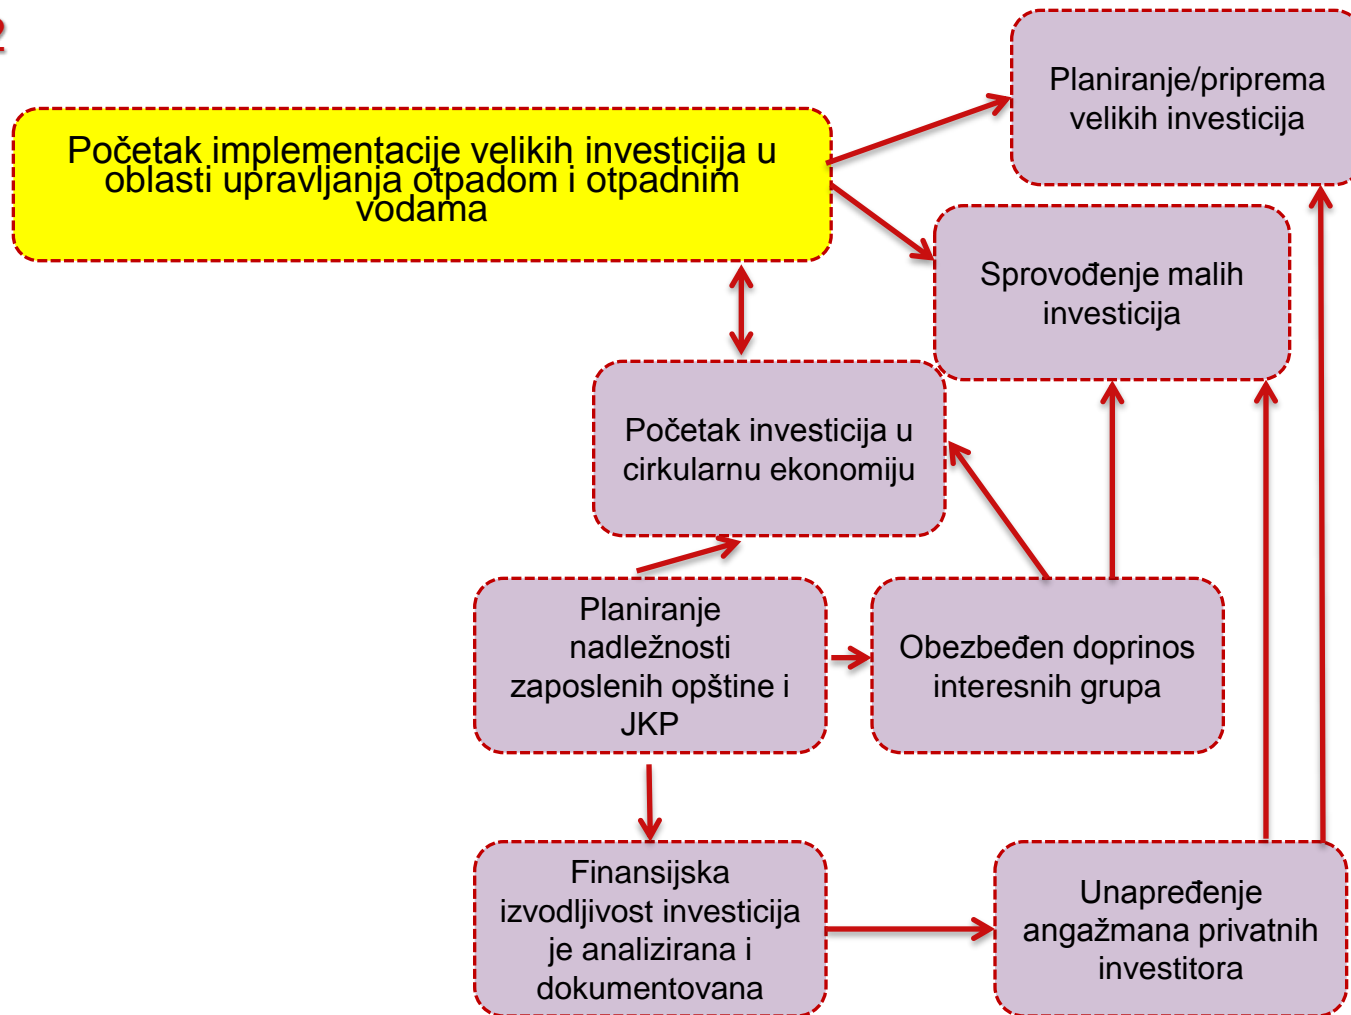 2
Planiranje/priprema
velikih investicija
Početak implementacije velikih investicija u
oblasti upravljanja otpadom i otpadnim
vodama
Sprovođenje malih
investicija
Početak investicija u
cirkularnu ekonomiju
Planiranje
nadležnosti
zaposlenih opštine i
JKP
Obezbeđen doprinos
interesnih grupa
Finansijska
izvodljivost investicija
je analizirana i
dokumentovana
Unapređenje
angažmana privatnih
investitora